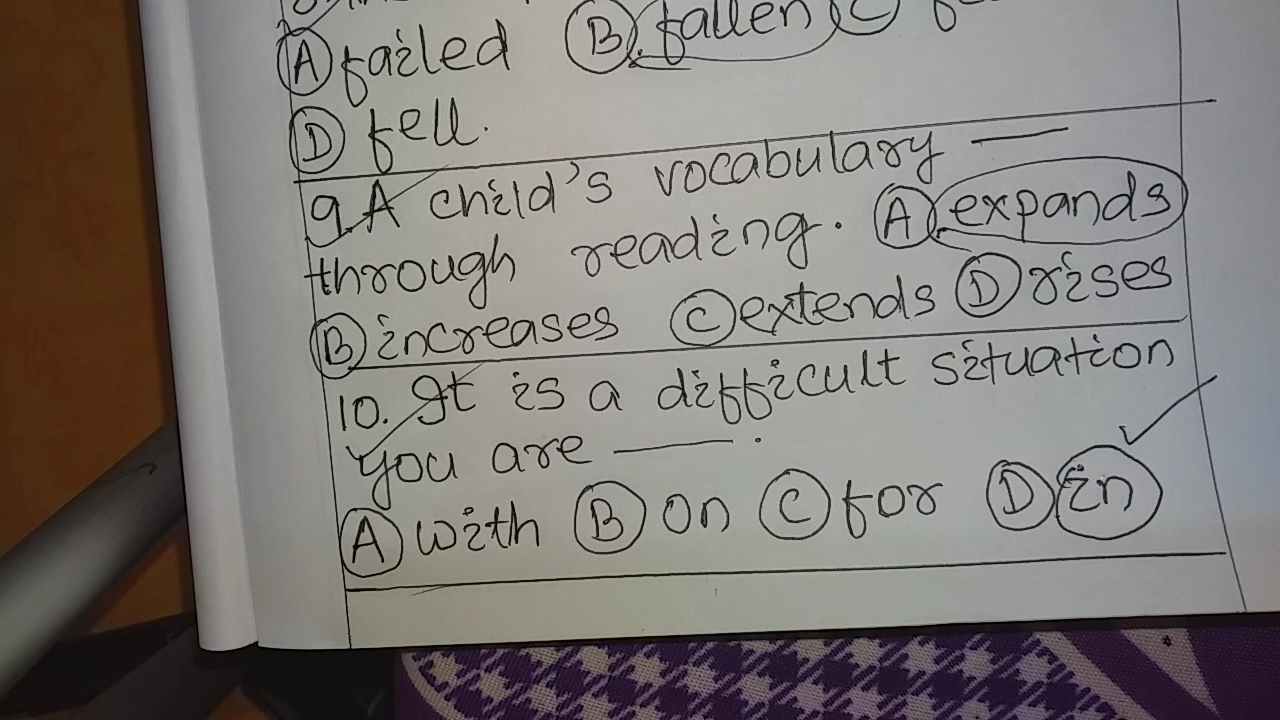 (A) failed (B) fallen (C)
(D) fell.
9. A child's vocabulary —
through reading. (A) expands
(B) increases (C) extends (D) rises
10. It is a difficult situation
you are — .
(A) with (B) on (C) for (D) in